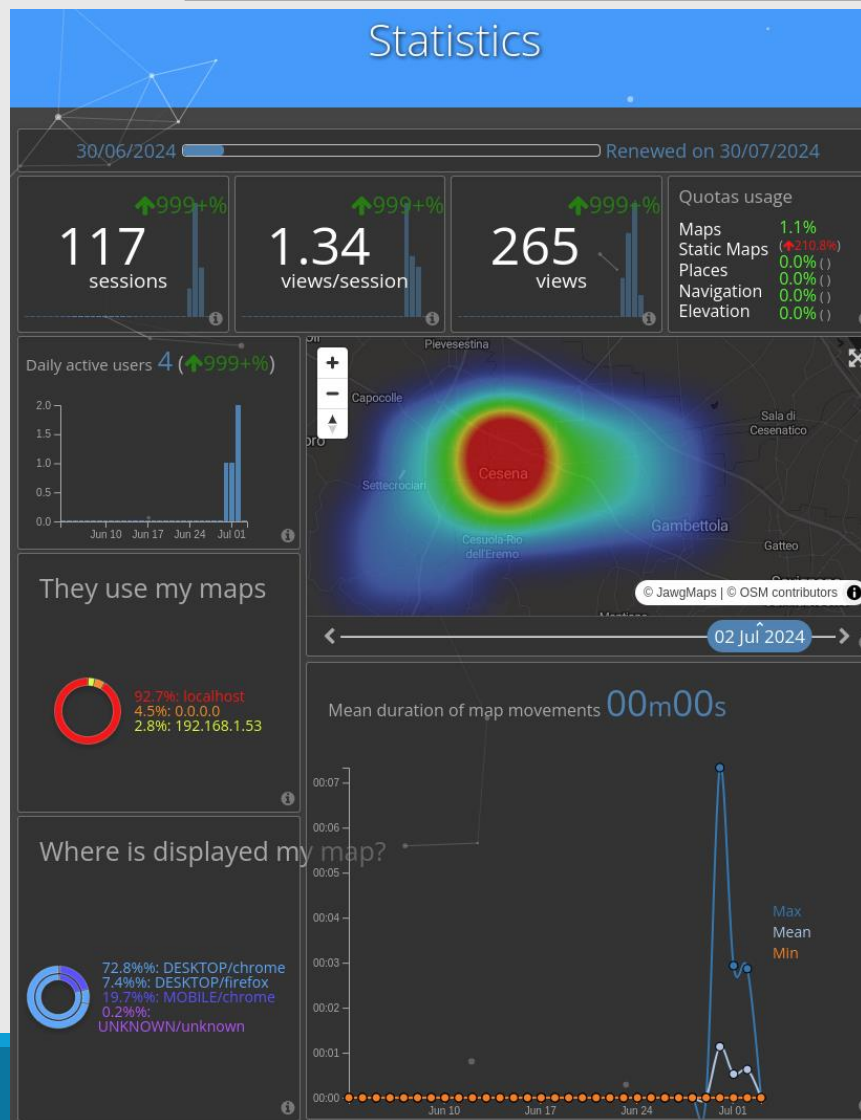 Statistics
30/06/2024 Renewed on 30/07/2024
999+%
117
sessions
999+%
1.34
views/session
999+%
265
views
Quotas usage
Maps 1.1%
(210.8%)
Static Maps 0.0% ( )
Places 0.0% ( )
Navigation 0.0% ( )
Elevation 0.0% ( )
Daily active users 4 (999+%)
2.0
1.5
1.0
0.5
0.0
Jun 10 Jun 17 Jun 24 Jul 01
Pievesestina
Capocolle
Sala di
Cesenatico
Cesena
Settecrociari
Gambettola
Cesuola-Rio
dell'Eremo
Gatteo
© JawgMaps | © OSM contributors
02 Jul 2024
They use my maps
92.7%: localhost
4.5%: 0.0.0.0
2.8%: 192.168.1.53
Mean duration of map movements 00m00s
00:07
00:06
00:05
00:04
00:03
00:02
00:01
00:00
Jun 10 Jun 17 Jun 24 Jul 01
Max
Mean
Min
Where is displayed my map?
72.8%%: DESKTOP/chrome
7.4%%: DESKTOP/firefox
19.7%%: MOBILE/chrome
0.2%%:
UNKNOWN/unknown